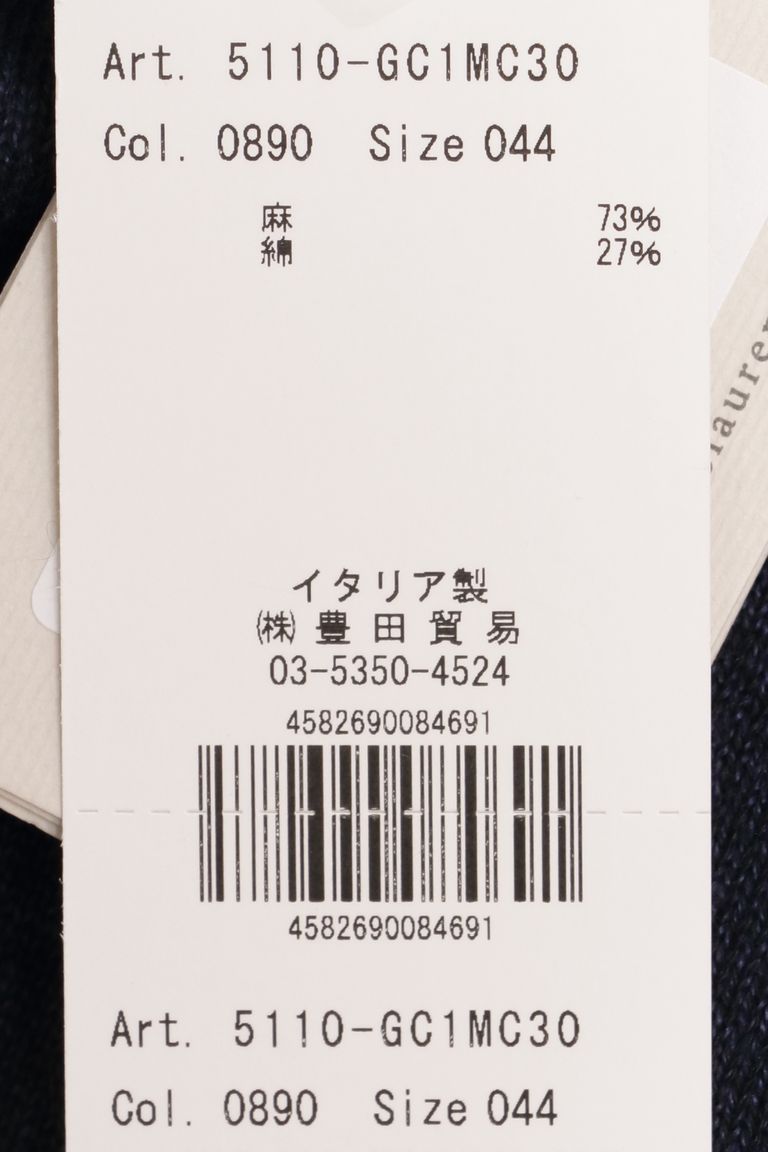 Art. 5110-GC1MC30
Col. 0890 Size 044
麻 73%
綿 27%
イタリア製
㈱ 豊田貿易
03-5350-4524
4582690084691
4582690084691
Art. 5110-GC1MC30
Col. 0890 Size 044